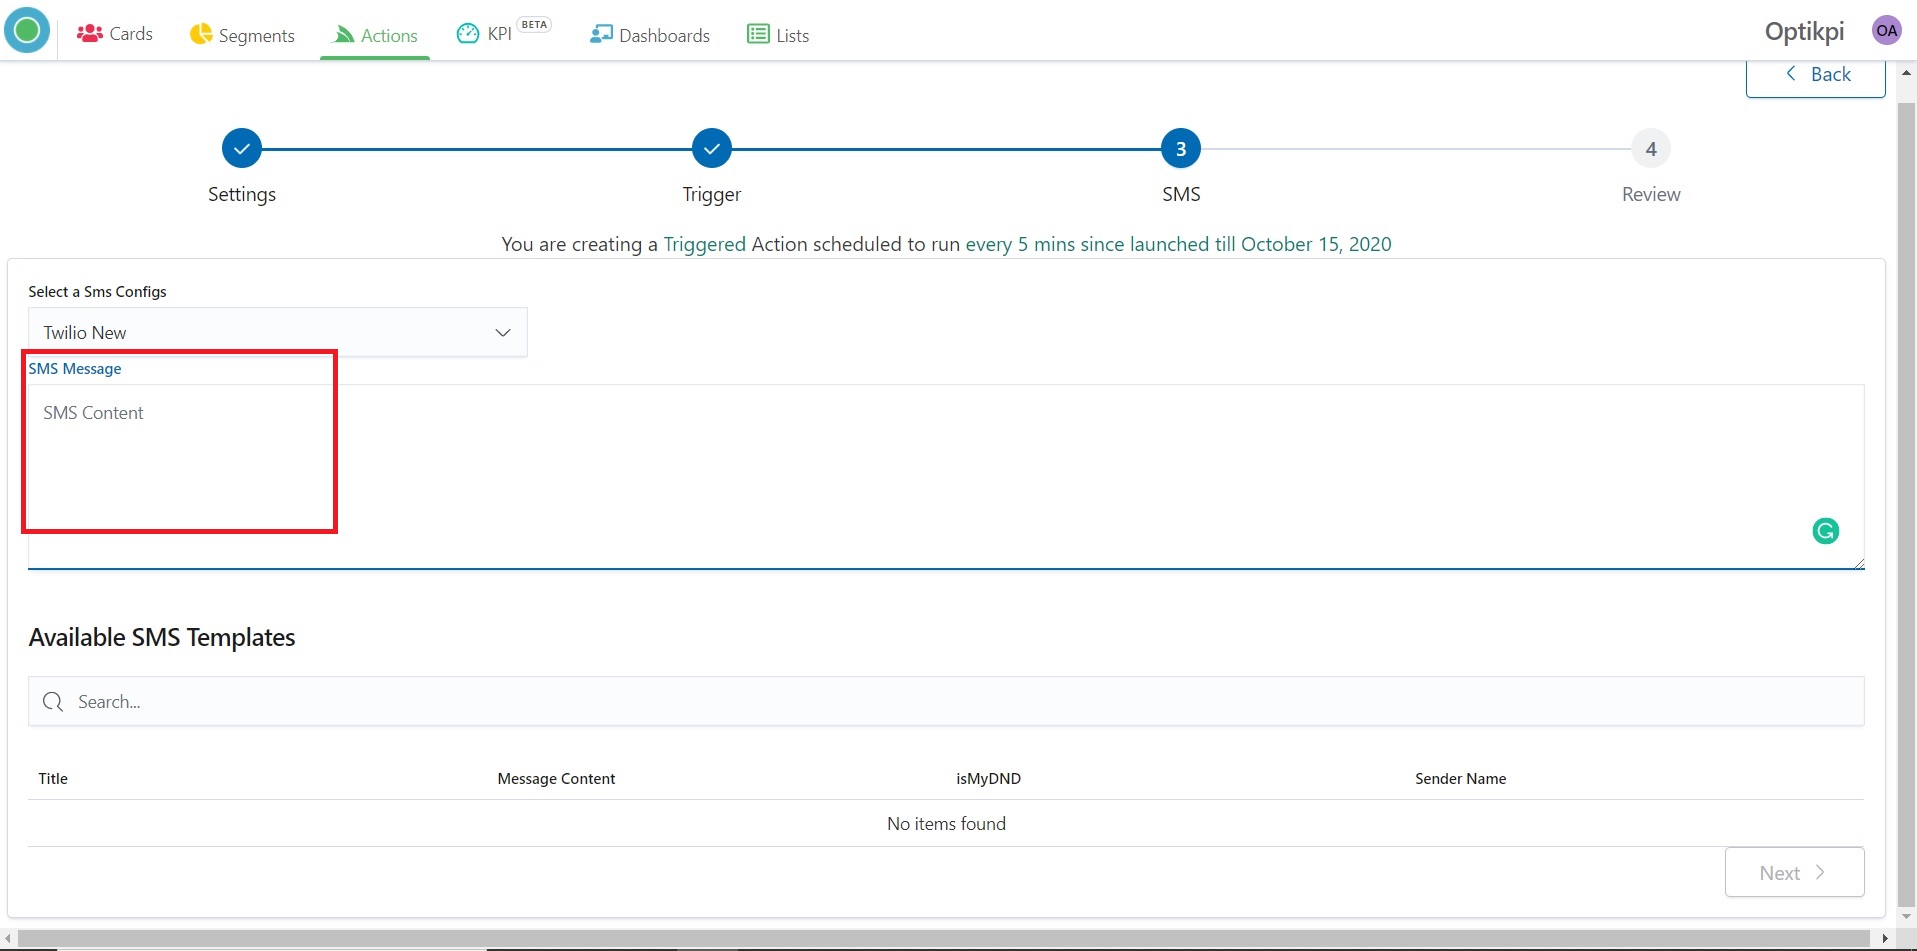 Cards Segments Actions KPI BETA Dashboards Lists Optikpi OA
Back
3 4
Settings Trigger SMS Review
You are creating a Triggered Action scheduled to run every 5 mins since launched till October 15, 2020
Select a Sms Configs
Twilio New
SMS Message
SMS Content
Available SMS Templates
Search...
Title Message Content isMyDND Sender Name
No items found
Next